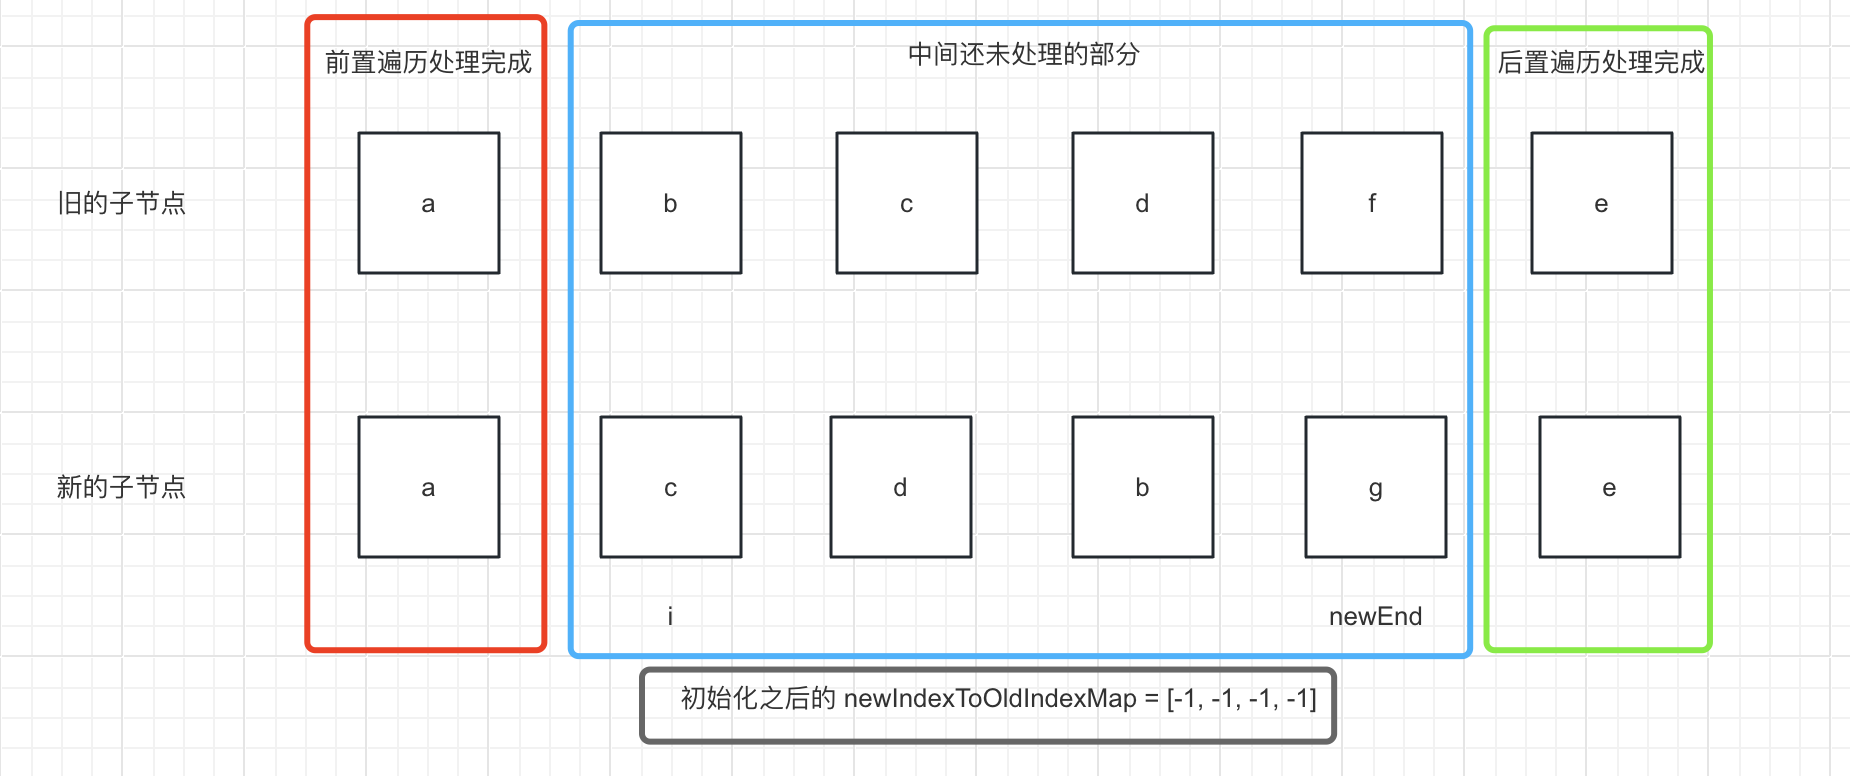 前置遍历处理完成
中间还未处理的部分
后置遍历处理完成
旧的子节点
a
b
c
d
f
e
新的子节点
a
c
d
b
g
e
i
newEnd
初始化之后的 newIndexToOldIndexMap = [-1, -1, -1, -1]